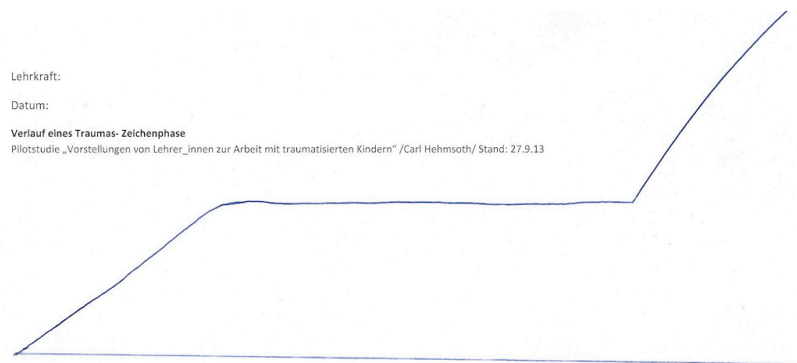 Lehrkraft:
Datum:
Verlauf eines Traumas- Zeichenphase
Pilotstudie „Vorstellungen von Lehrer_innen zur Arbeit mit traumatisierten Kindern“ /Carl Hehmsoth/ Stand: 27.9.13